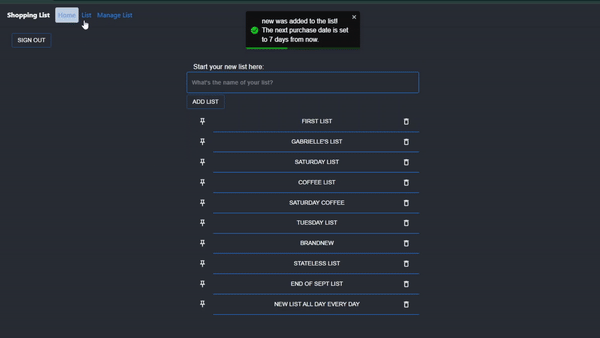 Shopping List Home List Manage List
new was added to the list!
The next purchase date is set
to 7 days from now.
SIGN OUT
Start your new list here:
What's the name of your list?
ADD LIST
FIRST LIST
GABRIELLE'S LIST
SATURDAY LIST
COFFEE LIST
SATURDAY COFFEE
TUESDAY LIST
BRANDNEW
STATELESS LIST
END OF SEPT LIST
NEW LIST ALL DAY EVERY DAY